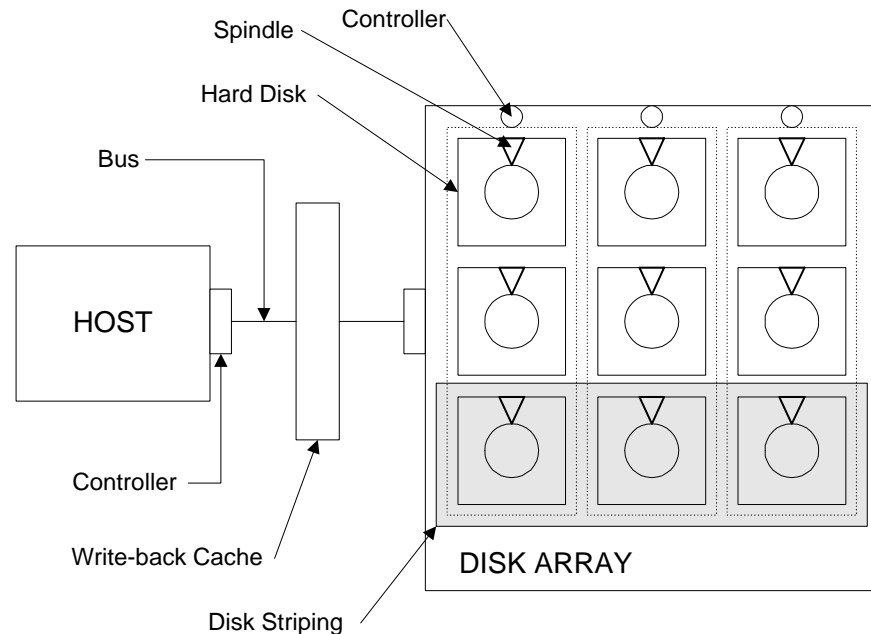 Controller
Spindle
Hard Disk
Bus
HOST
Controller
Write-back Cache
DISK ARRAY
Disk Striping